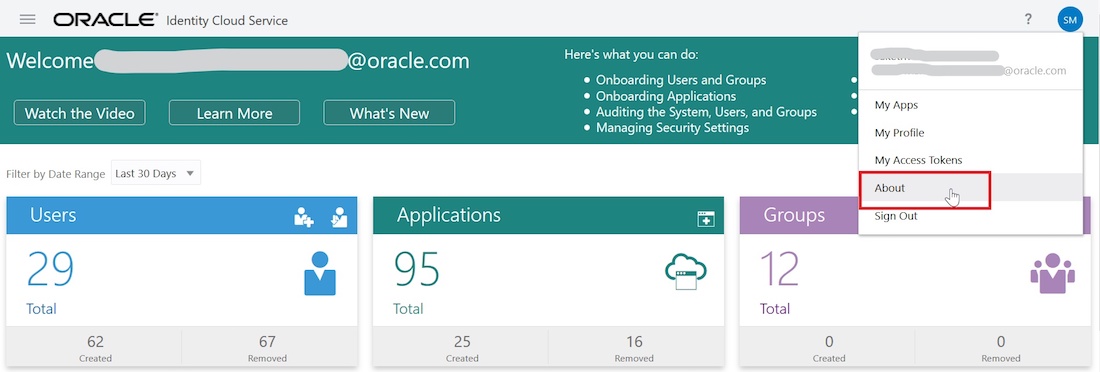 ORACLE® Identity Cloud Service
? SM
Welcome @oracle.com
Here's what you can do:
Onboarding Users and Groups
Onboarding Applications
Auditing the System, Users, and Groups
Managing Security Settings
Watch the Video
Learn More
What's New
@oracle.com
My Apps
My Profile
My Access Tokens
About
Sign Out
Filter by Date Range Last 30 Days
Users
29
Total
62
Created
67
Removed
Applications
95
Total
25
Created
16
Removed
Groups
12
Total
0
Created
0
Removed